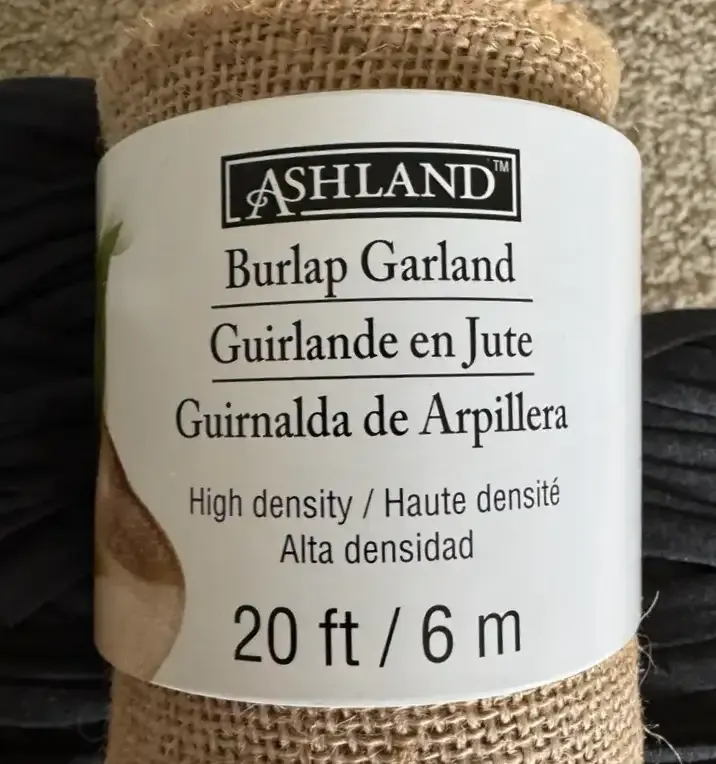 ASHLAND™
Burlap Garland
Guirlande en Jute
Guirnalda de Arpillera
High density / Haute densité
Alta densidad
20 ft / 6 m